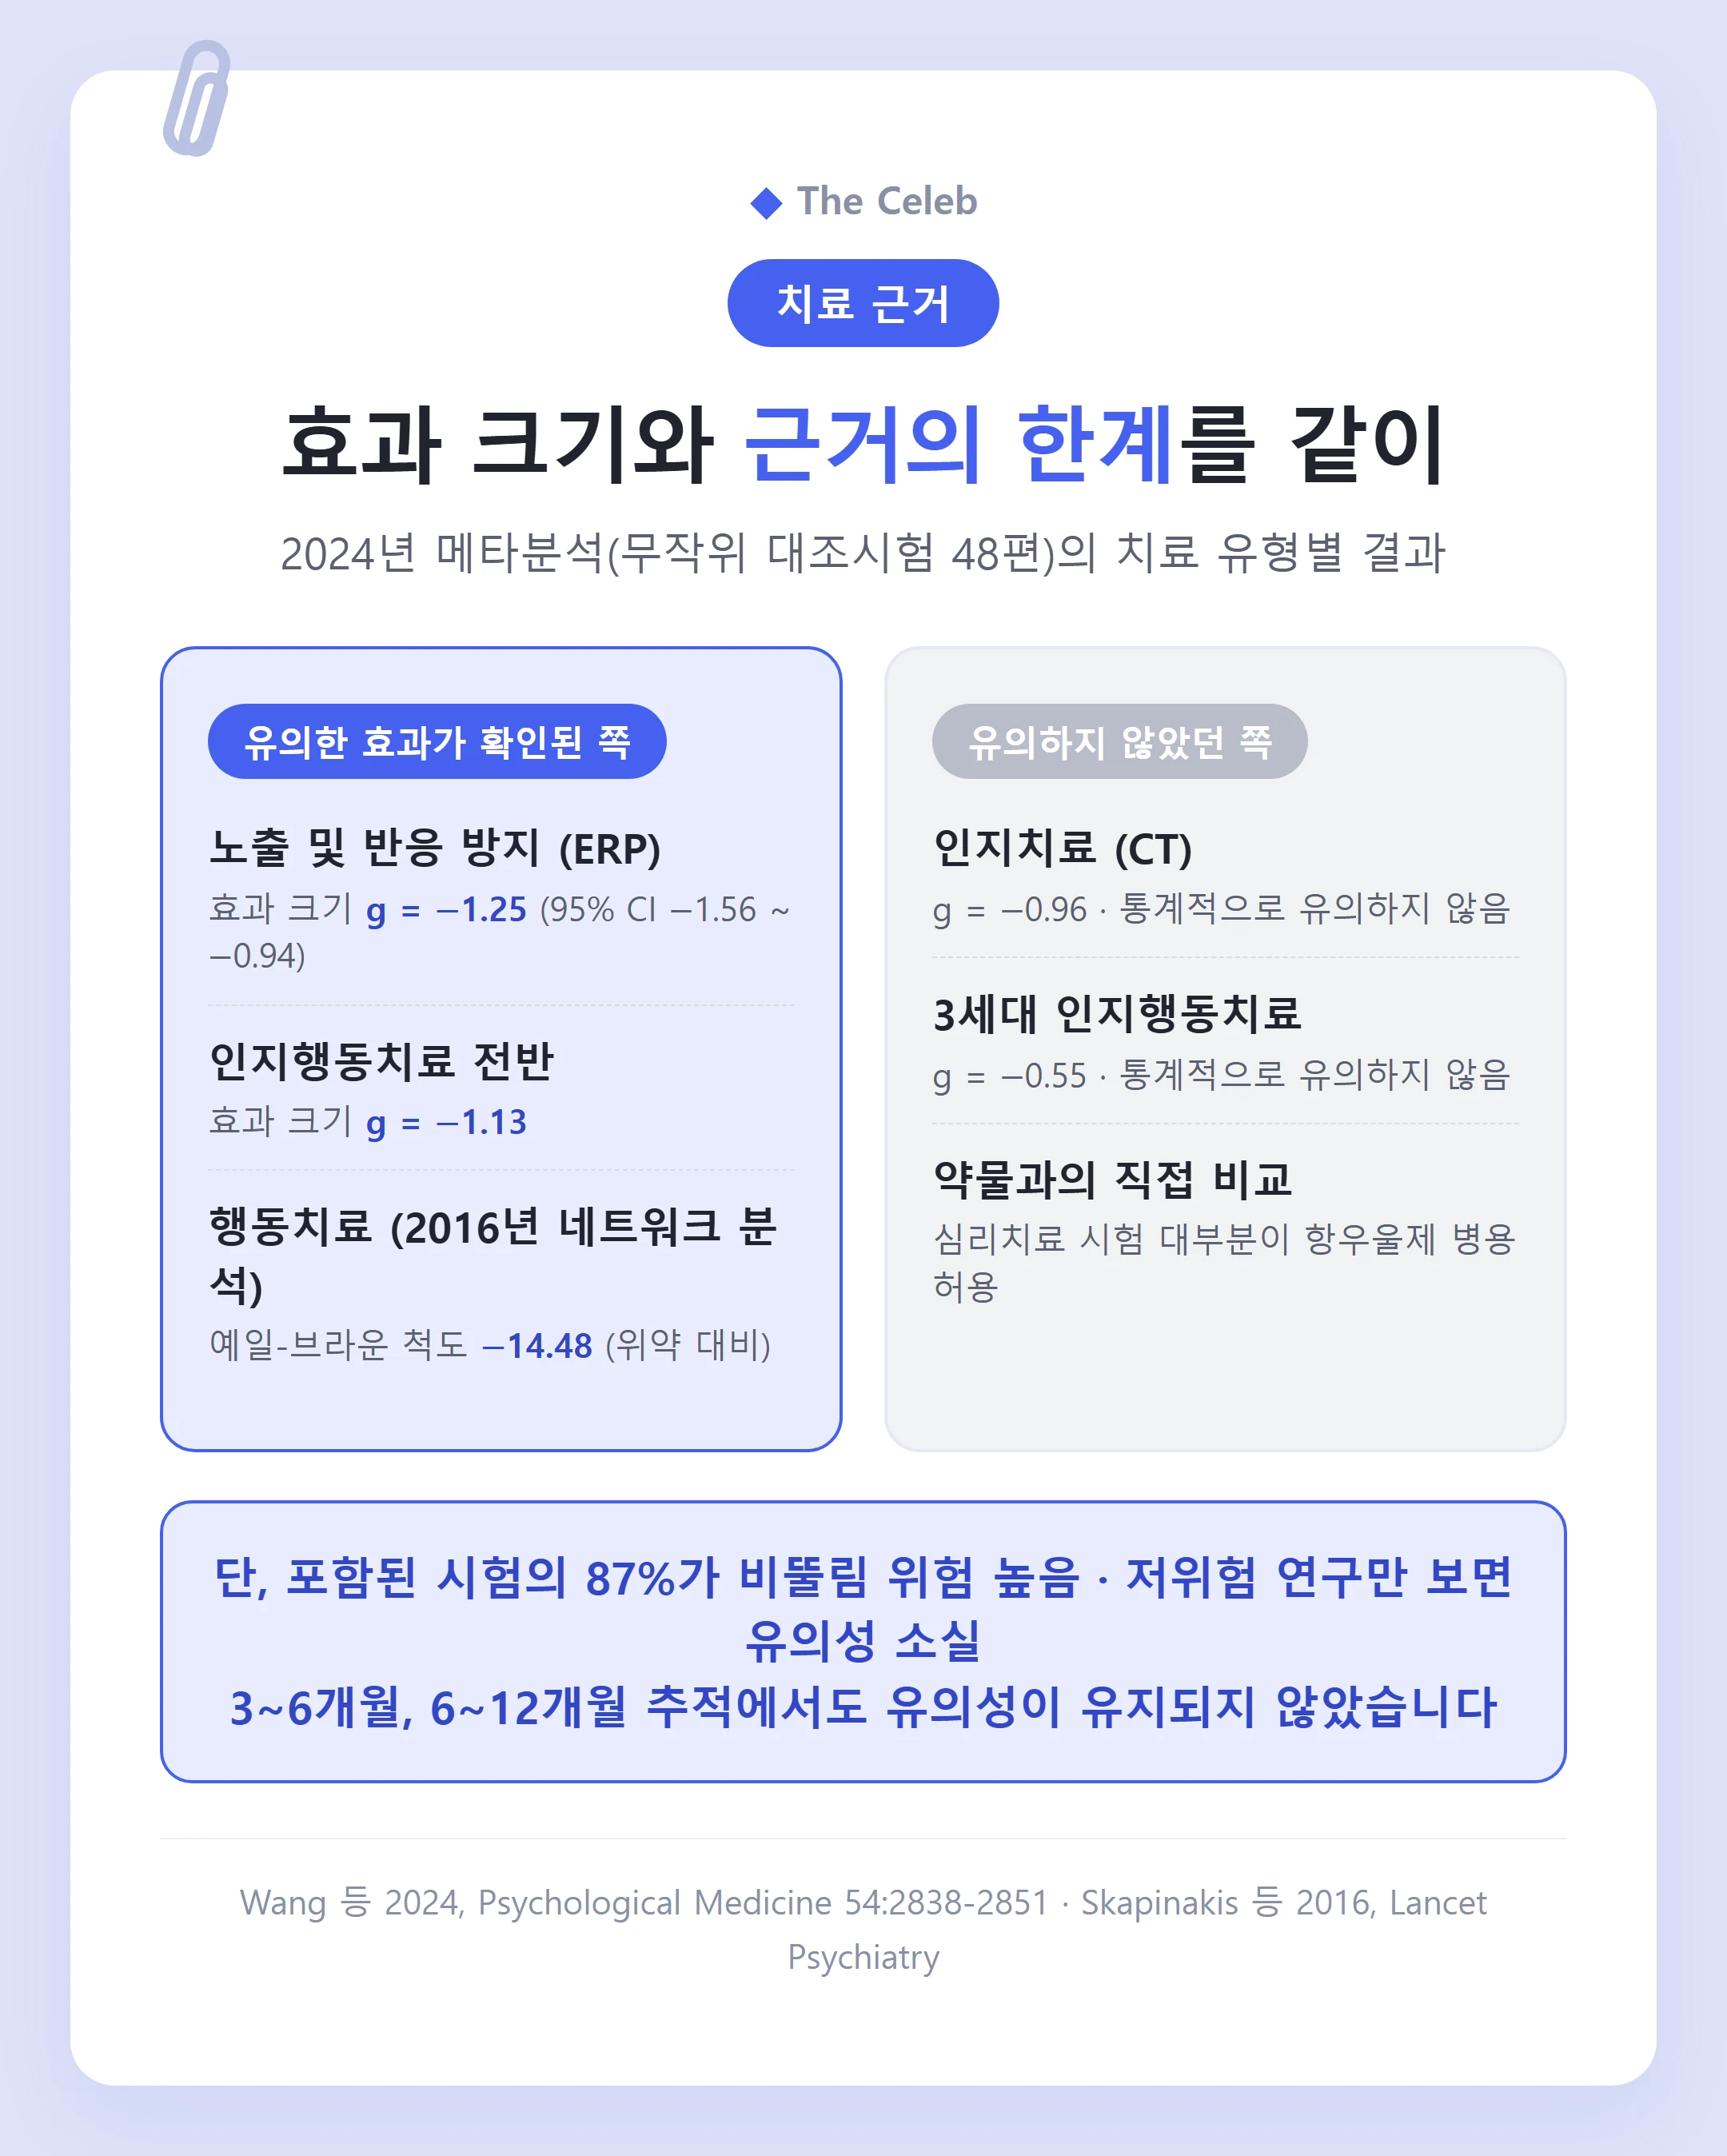 The Celeb
치료 근거
효과 크기와 근거의 한계를 같이
2024년 메타분석(무작위 대조시험 48편)의 치료 유형별 결과
유의한 효과가 확인된 쪽
노출 및 반응 방지 (ERP)
효과 크기 g = −1.25 (95% CI −1.56 ~
−0.94)
인지행동치료 전반
효과 크기 g = −1.13
행동치료 (2016년 네트워크 분
석)
예일-브라운 척도 −14.48 (위약 대비)
유의하지 않았던 쪽
인지치료 (CT)
g = −0.96 · 통계적으로 유의하지 않음
3세대 인지행동치료
g = −0.55 · 통계적으로 유의하지 않음
약물과의 직접 비교
심리치료 시험 대부분이 항우울제 병용
허용
단, 포함된 시험의 87%가 비뚤림 위험 높음 · 저위험 연구만 보면
유의성 소실
3~6개월, 6~12개월 추적에서도 유의성이 유지되지 않았습니다
Wang 등 2024, Psychological Medicine 54:2838-2851 · Skapinakis 등 2016, Lancet
Psychiatry